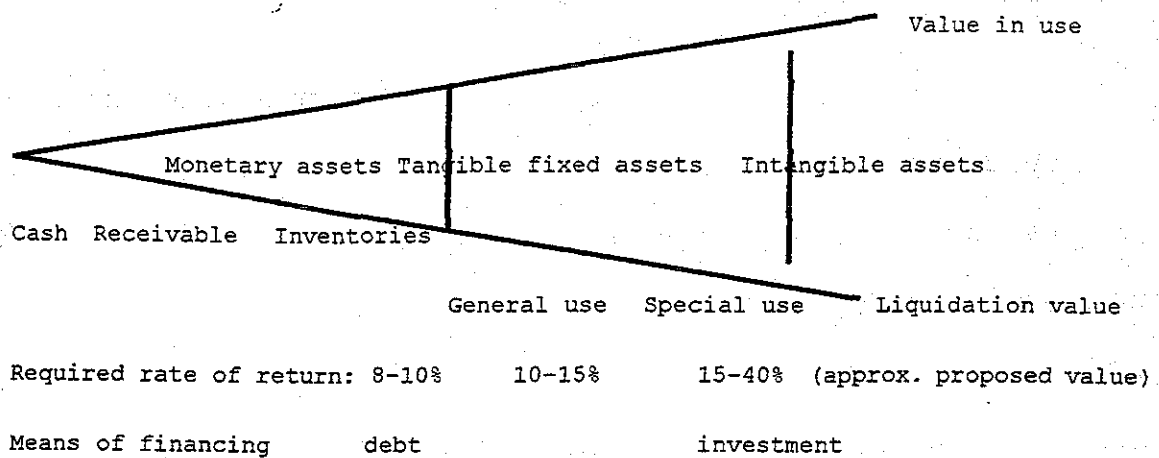 Value in use
Monetary assets Tangible fixed assets Intangible assets
Cash Receivable Inventories
General use Special use Liquidation value
Required rate of return: 8-10% 10-15% 15-40% (approx. proposed value)
Means of financing debt investment